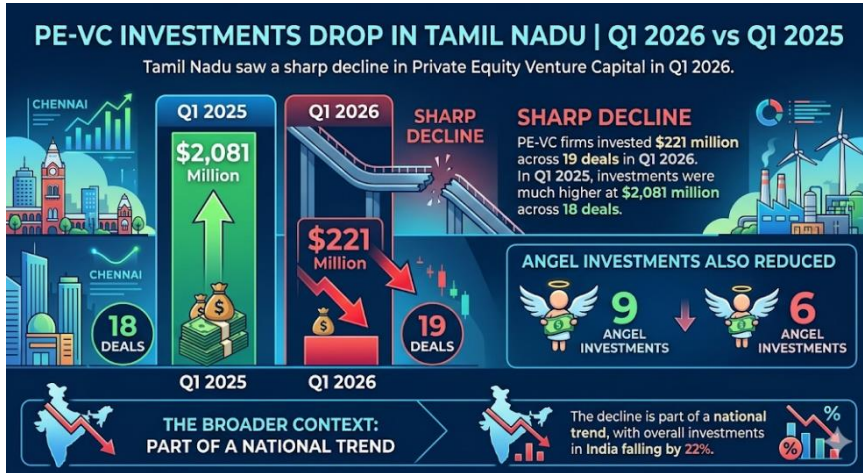 PE-VC INVESTMENTS DROP IN TAMIL NADU | Q1 2026 vs Q1 2025
Tamil Nadu saw a sharp decline in Private Equity Venture Capital in Q1 2026.
CHENNAI
Q1 2025
$2,081
Million
18
DEALS
Q1 2025
Q1 2026
SHARP
DECLINE
$221
Million
19
DEALS
Q1 2026
SHARP DECLINE
PE-VC firms invested $221 million
across 19 deals in Q1 2026.
In Q1 2025, investments were
much higher at $2,081 million
across 18 deals.
CHENNAI
ANGEL INVESTMENTS ALSO REDUCED
9
ANGEL
INVESTMENTS
6
ANGEL
INVESTMENTS
THE BROADER CONTEXT:
PART OF A NATIONAL TREND
The decline is part of a national
trend, with overall investments
in India falling by 22%.
%
%